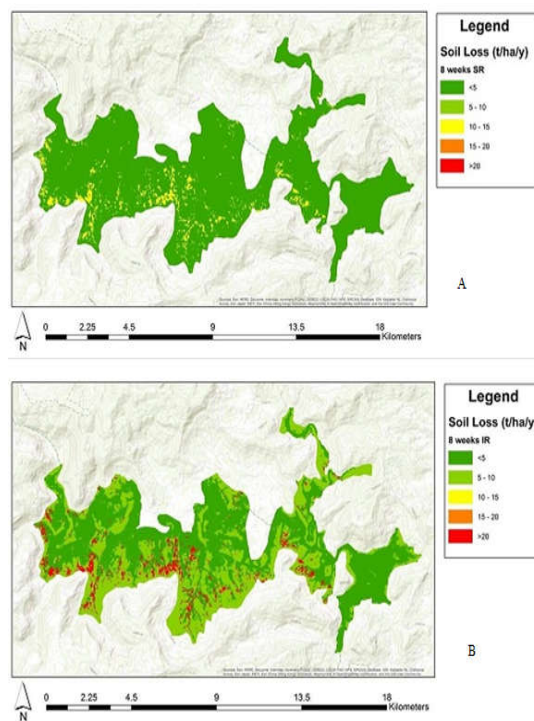 Legend
Soil Loss (t/ha/y)
8 weeks SR
<5
5 - 10
10 - 15
15 - 20
>20
A
N
0 2.25 4.5 9 13.5 18
Kilometers
Legend
Soil Loss (t/ha/y)
8 weeks IR
<5
5 - 10
10 - 15
15 - 20
>20
B
N
0 2.25 4.5 9 13.5 18
Kilometers